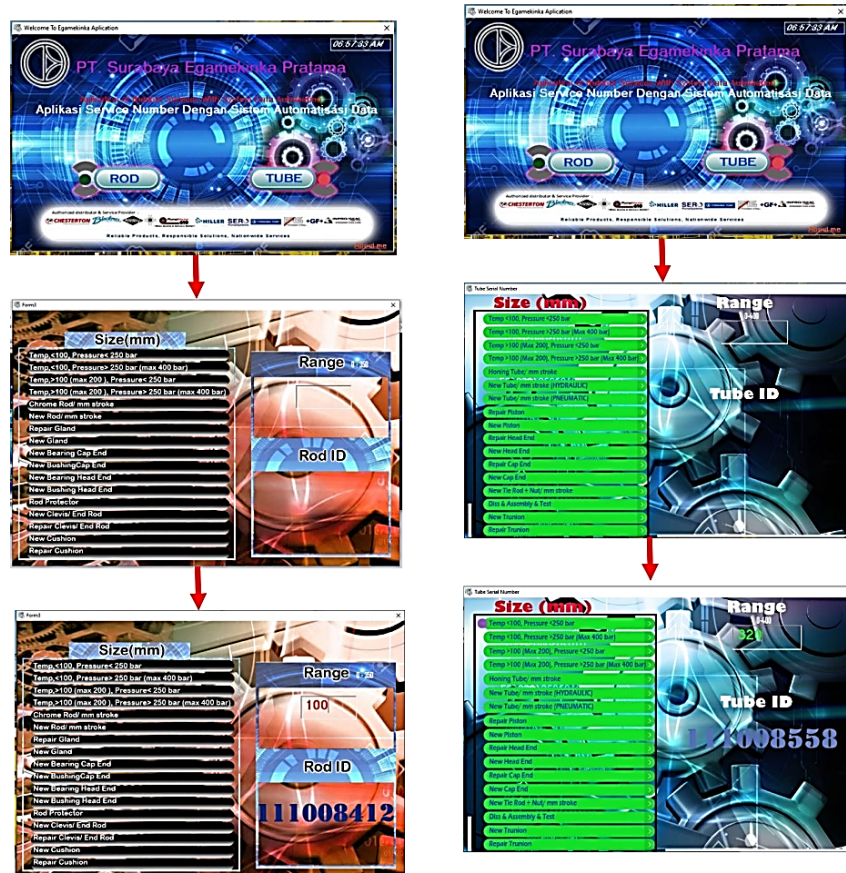 Welcome To Egamekinka Aplication
06:57:33 AM
PT. Surabaya Egamekinka Pratama
Aplikasi Service Number Dengan Sistem Automatisasi Data
ROD
TUBE
Authorized distributor & Service Provider :
CHESTERTON
HILLER
+GF+
Reliable Products, Responsible Solutions, Nationwide Services
About me
Form3
Size(mm)
Temp,<100, Pressure< 250 bar
Temp,<100, Pressure> 250 bar (max 400 bar)
Temp,>100 (max 200 ), Pressure< 250 bar
Temp,>100 (max 200 ), Pressure> 250 bar (max 400 bar)
Chrome Rod/ mm stroke
New Rod/ mm stroke
Repair Gland
New Gland
New Bearing Cap End
New BushingCap End
New Bearing Head End
New Bushing Head End
Rod Protector
New Clevis/ End Rod
Repair Clevis/ End Rod
New Cushion
Repair Cushion
Range
Rod ID
Form3
Size(mm)
Temp,<100, Pressure< 250 bar
Temp,<100, Pressure> 250 bar (max 400 bar)
Temp,>100 (max 200 ), Pressure< 250 bar
Temp,>100 (max 200 ), Pressure> 250 bar (max 400 bar)
Chrome Rod/ mm stroke
New Rod/ mm stroke
Repair Gland
New Gland
New Bearing Cap End
New BushingCap End
New Bearing Head End
New Bushing Head End
Rod Protector
New Clevis/ End Rod
Repair Clevis/ End Rod
New Cushion
Repair Cushion
Range
100
Rod ID
111008412
Welcome To Egamekinka Aplication
06:57:33 AM
PT. Surabaya Egamekinka Pratama
Aplikasi Service Number Dengan Sistem Automatisasi Data
ROD
TUBE
Authorized distributor & Service Provider :
CHESTERTON
HILLER
+GF+
Reliable Products, Responsible Solutions, Nationwide Services
About me
Tube Serial Number
Size (mm)
Temp <100, Pressure <250 bar
Temp <100, Pressure >250 bar (Max 400 bar)
Temp >100 (Max 200), Pressure <250 bar
Temp >100 (Max 200), Pressure >250 bar (Max 400 bar)
Honing Tube/ mm stroke
New Tube/ mm stroke (HYDRAULIC)
New Tube/ mm stroke (PNEUMATIC)
Repair Piston
New Piston
Repair Head End
New Head End
Repair Cap End
New Cap End
New Tie Rod + Nut/ mm stroke
Diss & Assembly & Test
New Trunion
Repair Trunion
Range
0-400
Tube ID
Tube Serial Number
Size (mm)
Temp <100, Pressure <250 bar
Temp <100, Pressure >250 bar (Max 400 bar)
Temp >100 (Max 200), Pressure <250 bar
Temp >100 (Max 200), Pressure >250 bar (Max 400 bar)
Honing Tube/ mm stroke
New Tube/ mm stroke (HYDRAULIC)
New Tube/ mm stroke (PNEUMATIC)
Repair Piston
New Piston
Repair Head End
New Head End
Repair Cap End
New Cap End
New Tie Rod + Nut/ mm stroke
Diss & Assembly & Test
New Trunion
Repair Trunion
Range
0-400
320
Tube ID
111008558